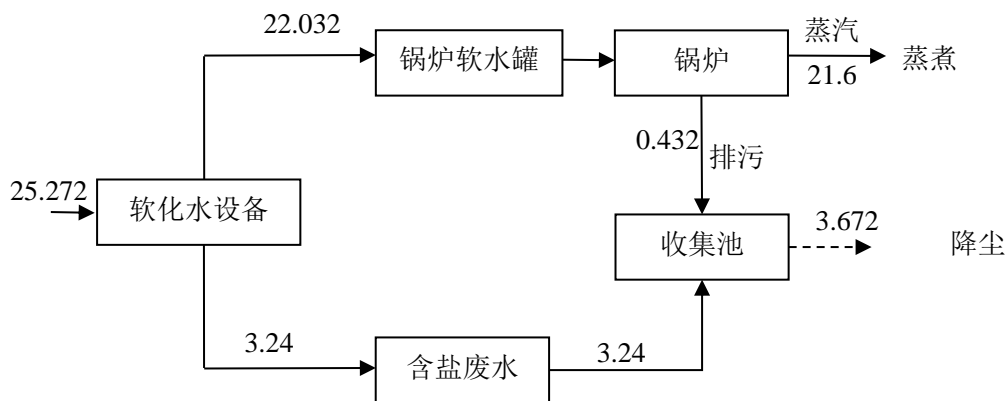 22.032
锅炉软水罐
锅炉
蒸汽
21.6
蒸煮
0.432
排污
25.272
软化水设备
收集池
3.672
降尘
3.24
含盐废水
3.24